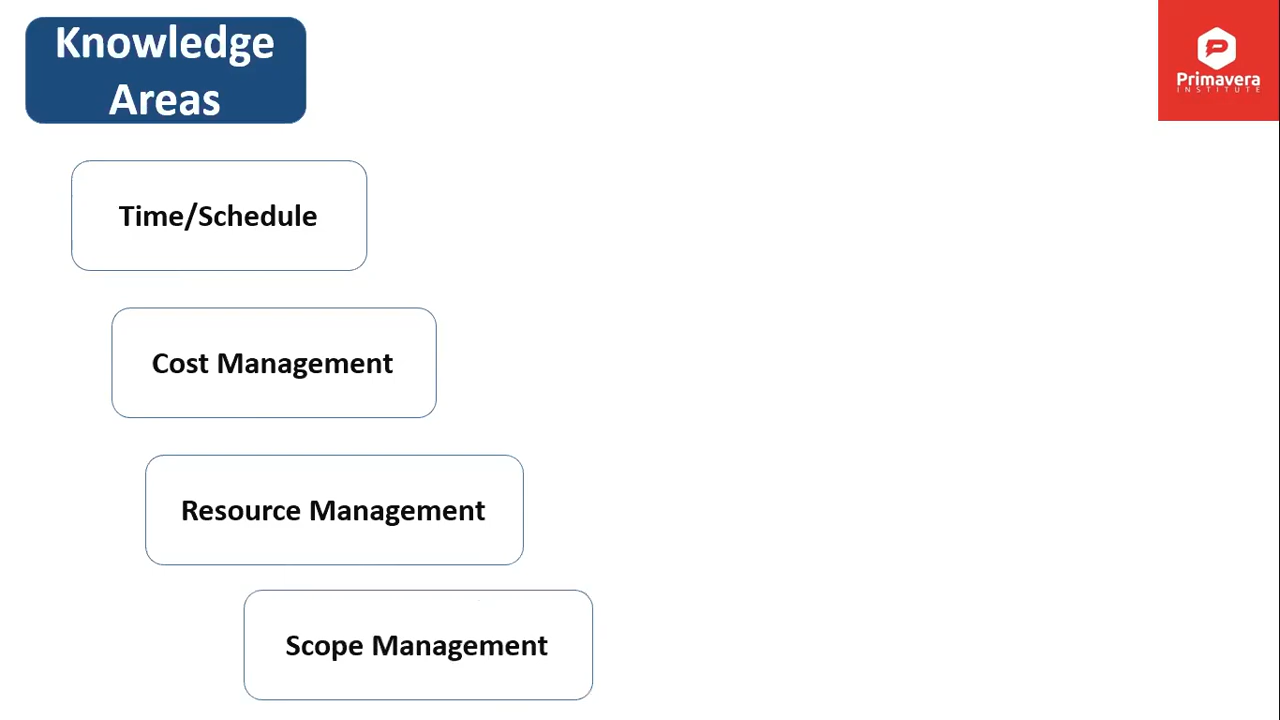 Knowledge
Areas
Primavera
INSTITUTE
Time/Schedule
Cost Management
Resource Management
Scope Management